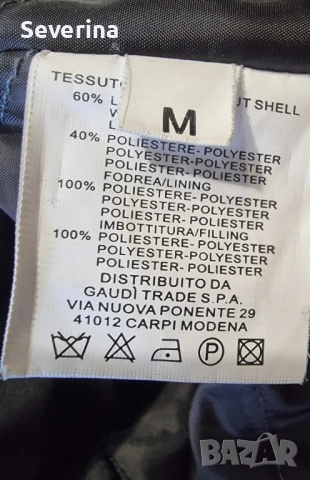 Severina
TESSUTO
UT SHELL
60% L
W
L
M
40% POLIESTERE- POLYESTER
POLYESTER-POLYESTER
POLIESTER- POLIESTER
FODREA/LINING
100% POLIESTERE- POLYESTER
POLYESTER-POLYESTER
POLIESTER- POLIESTER
IMBOTTITURA/FILLING
100% POLIESTERE- POLYESTER
POLYESTER-POLYESTER
POLIESTER- POLIESTER
DISTRIBUITO DA
GAUDÌ TRADE S.P.A.
VIA NUOVA PONENTE 29
41012 CARPI MODENA
P
BAZAR